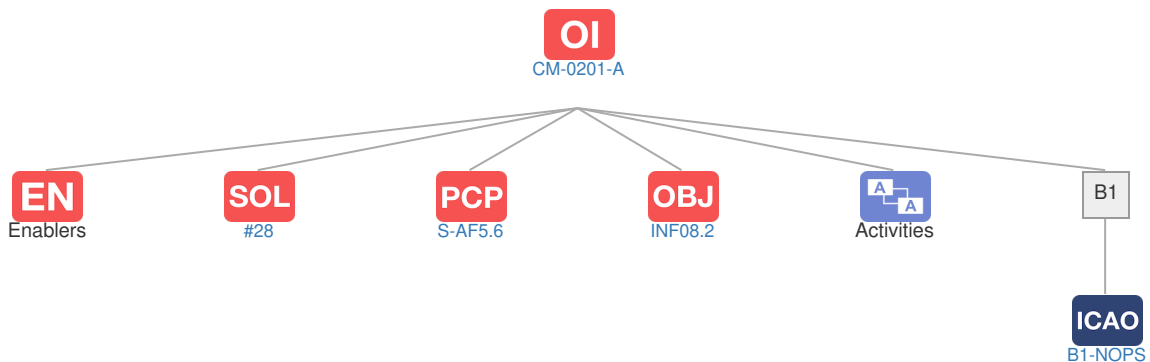 OI
CM-0201-A
EN
SOL
PCP
OBJ
A
A
B1
Enablers
#28
S-AF5.6
INF08.2
Activities
ICAO
B1-NOPS